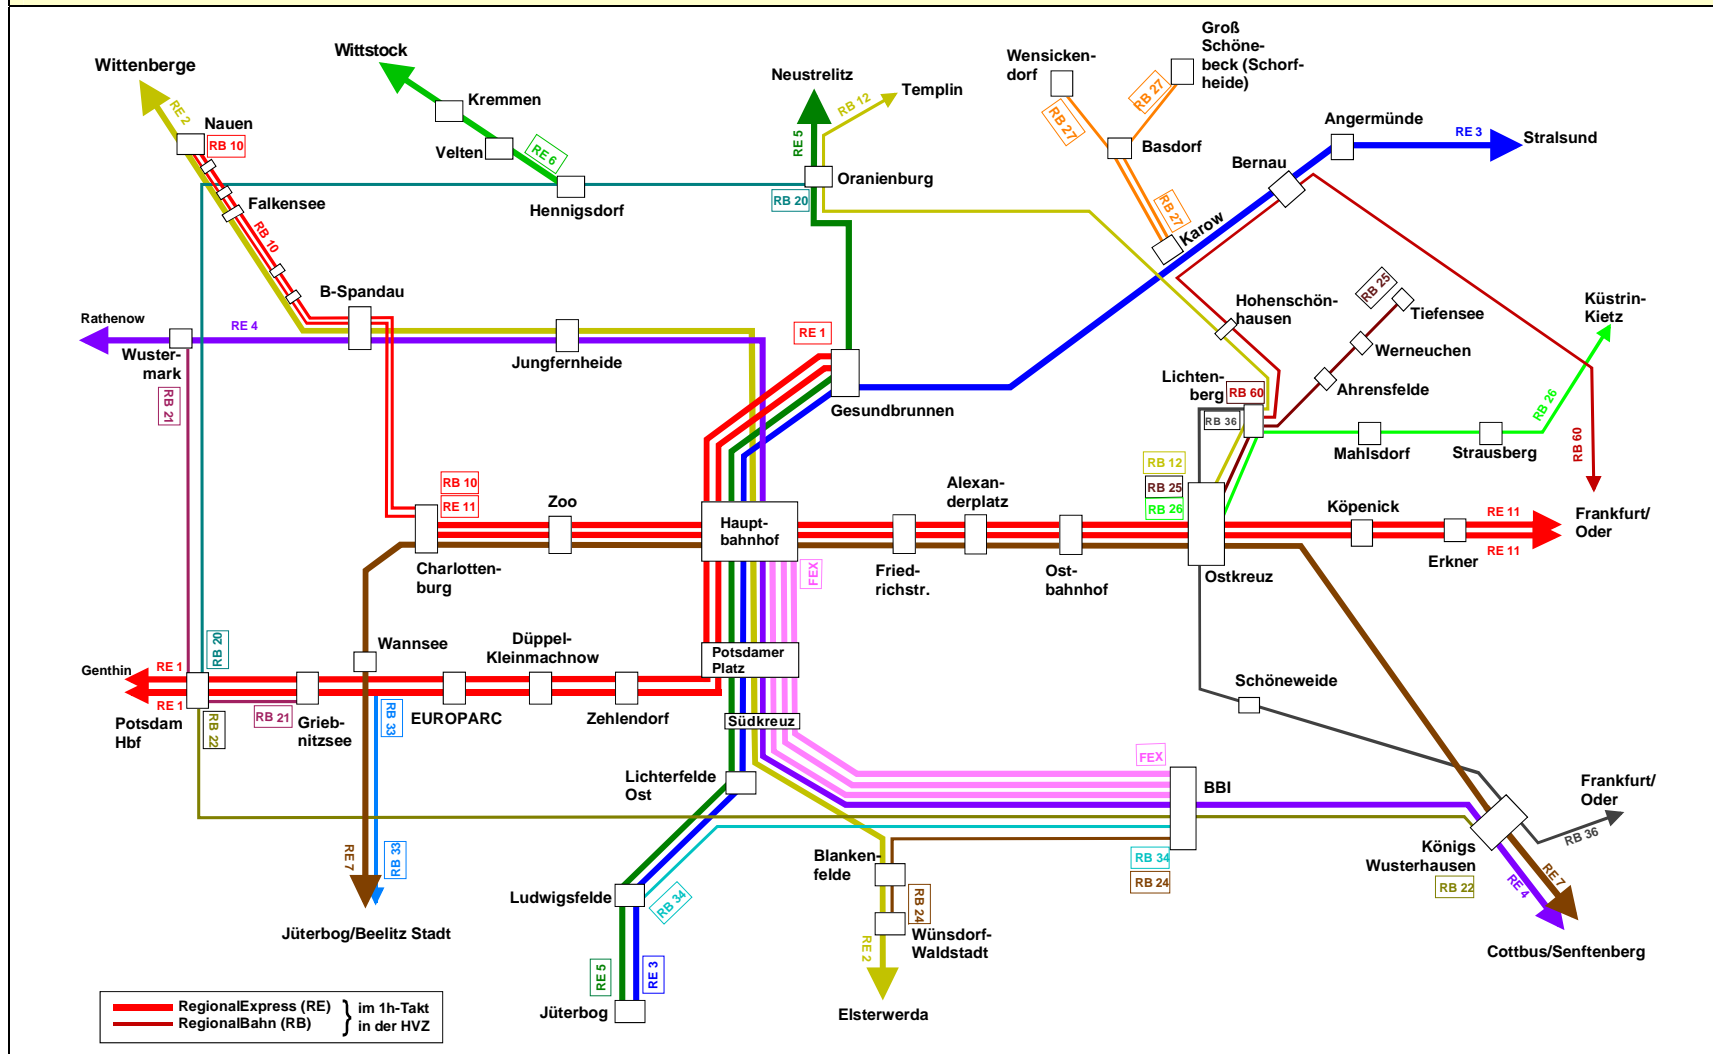 Wittenberge
Wittstock
Neustrelitz
Templin
Wensicken-
dorf
Groß
Schöne-
beck (Schorf-
heide)
RE 2
Nauen
RB 10
Kremmen
Velten
RE 6
Hennigsdorf
RE 5
RB 12
Oranienburg
RB 20
RB 27
RB 27
Basdorf
RB 27
Karow
Angermünde
Bernau
RE 3
Stralsund
Falkensee
RB 10
B-Spandau
Rathenow
RE 4
Wuster-
mark
RB 21
Jungfernheide
RE 1
Gesundbrunnen
Hohenschön-
hausen
RB 25
Tiefensee
Werneuchen
Ahrensfelde
Küstrin-
Kietz
Lichten-
berg
RB 60
RB 36
RB 26
Mahlsdorf
Strausberg
RB 60
RB 10
RE 11
Zoo
Haupt-
bahnhof
Alexan-
derplatz
RB 12
RB 25
RB 26
Köpenick
RE 11
RE 11
Frankfurt/
Oder
Erkner
Charlotten-
burg
FEX
Fried-
richstr.
Ost-
bahnhof
Ostkreuz
Wannsee
Düppel-
Kleinmachnow
Potsdamer
Platz
RB 20
Genthin
RE 1
RE 1
Potsdam
Hbf
RB 22
RB 21
Grieb-
nitzsee
RB 33
EUROPARC
Zehlendorf
Südkreuz
Schöneweide
Lichterfelde
Ost
FEX
BBI
Frankfurt/
Oder
RB 36
RE 7
RB 33
Blanken-
felde
RB 34
RB 24
Königs
Wusterhausen
RB 22
RE 4
RE 7
Ludwigsfelde
RB 34
RB 24
Jüterbog/Beelitz Stadt
Wünsdorf-
Waldstadt
RE 2
Cottbus/Senftenberg
RE 5
RE 3
Jüterbog
Elsterwerda
RegionalExpress (RE)
RegionalBahn (RB)
} im 1h-Takt
in der HVZ